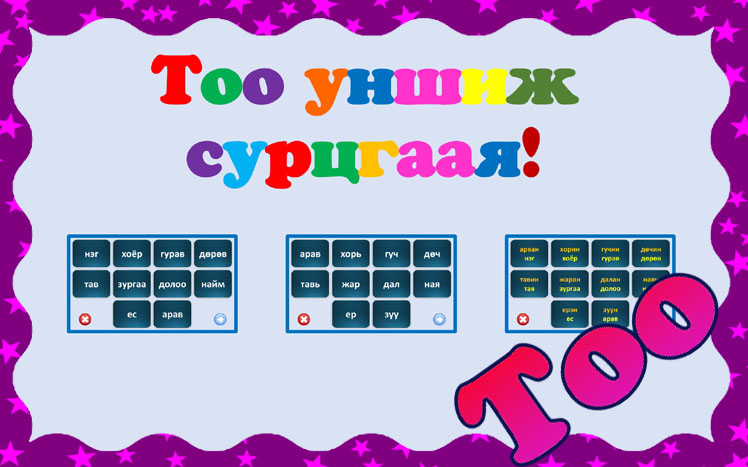 Тоо уншиж
сурцгаая!
нэг хоёр гурав дөрөв
тав зургаа долоо найм
ес арав
арав хорь гуч дөч
тавь жар дал ная
ер зуу
арван нэг хорин хоёр гучин гурав дөчин дөрөв
тавин тав жаран зургаа далан долоо
ерэн ес зуун арав
Тоо